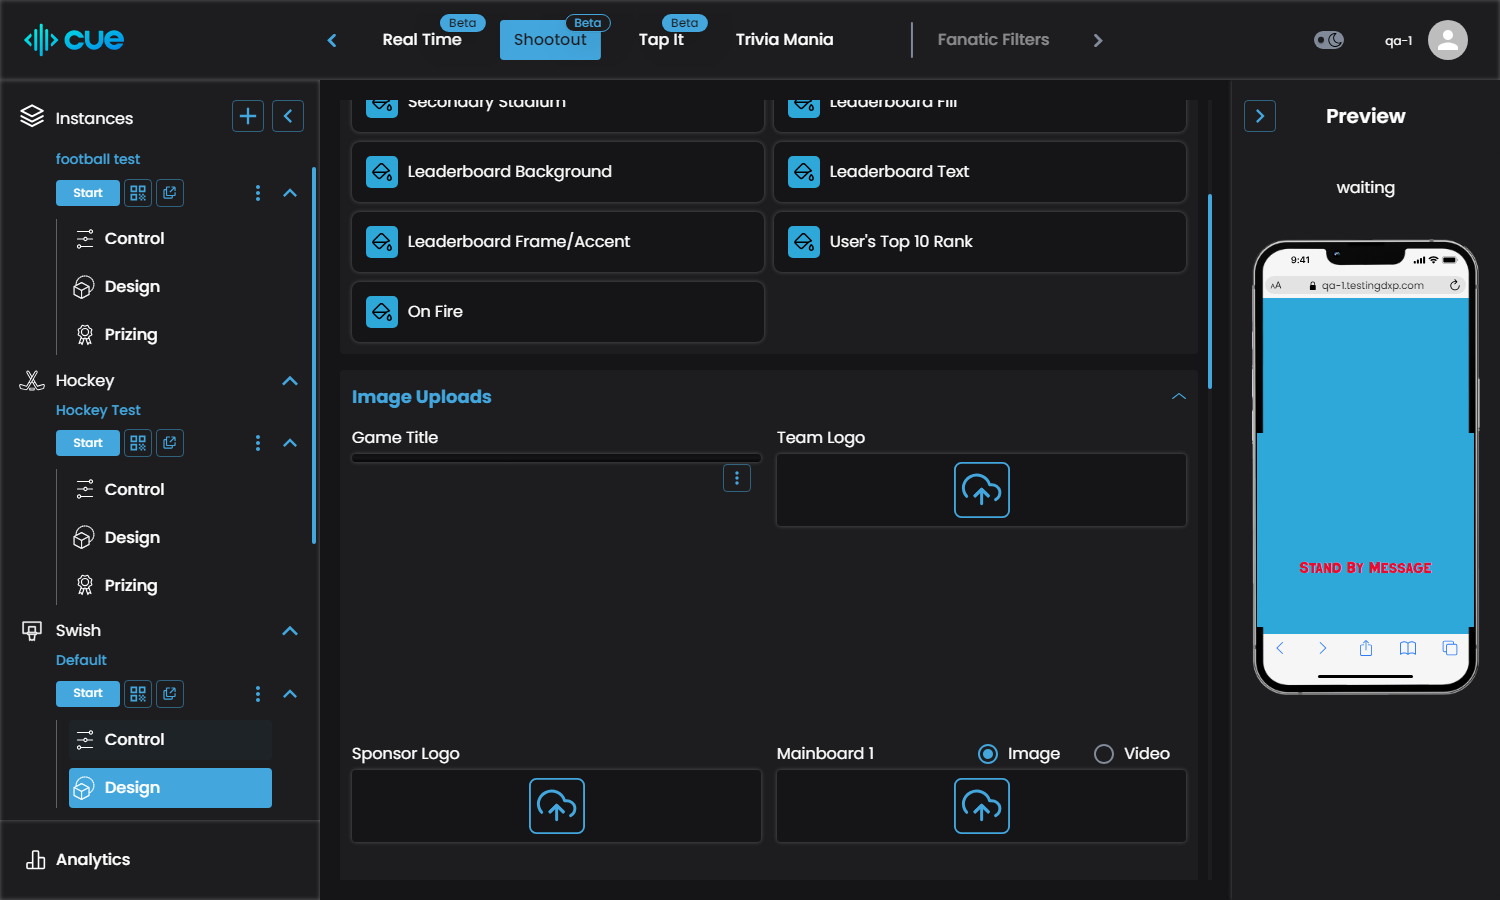 cue
Real Time
Beta
Shootout
Beta
Tap It
Beta
Trivia Mania
Fanatic Filters
qa-1
Instances
football test
Start
Control
Design
Prizing
Hockey
Hockey Test
Start
Control
Design
Prizing
Swish
Default
Start
Control
Design
Analytics
Secondary Stadium
Leaderboard Fill
Leaderboard Background
Leaderboard Text
Leaderboard Frame/Accent
User's Top 10 Rank
On Fire
Image Uploads
Game Title
Team Logo
Sponsor Logo
Mainboard 1
Image
Video
Preview
waiting
9:41
AA
qa-1.testingdxp.com
Stand By Message